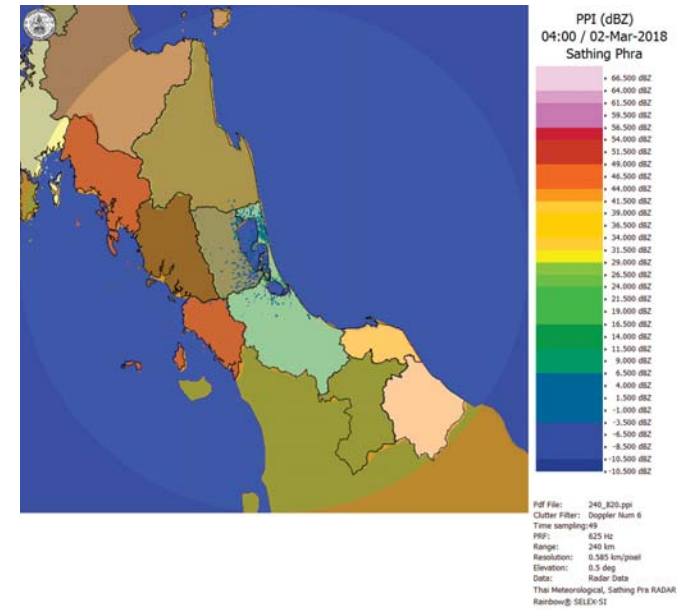 PPI (dBZ)
04:00 / 02-Mar-2018
Sathing Phra
66.500 dBZ
64.000 dBZ
61.500 dBZ
59.500 dBZ
56.500 dBZ
54.000 dBZ
51.500 dBZ
49.000 dBZ
46.500 dBZ
44.000 dBZ
41.500 dBZ
39.000 dBZ
36.500 dBZ
34.000 dBZ
31.500 dBZ
29.000 dBZ
26.500 dBZ
24.000 dBZ
21.500 dBZ
19.000 dBZ
16.500 dBZ
14.000 dBZ
11.500 dBZ
9.000 dBZ
6.500 dBZ
4.000 dBZ
1.500 dBZ
-1.000 dBZ
-3.500 dBZ
-6.500 dBZ
-8.500 dBZ
-10.500 dBZ
-10.500 dBZ
Pdf File: 240_820.ppi
Clutter Filter: Doppler Num 6
Time sampling:49
PRF: 625 Hz
Range: 240 km
Resolution: 0.585 km/pixel
Elevation: 0.5 deg
Data: Radar Data
Thai Meteorological, Sathing Pra RADAR
Rainbow® SELEX-SI